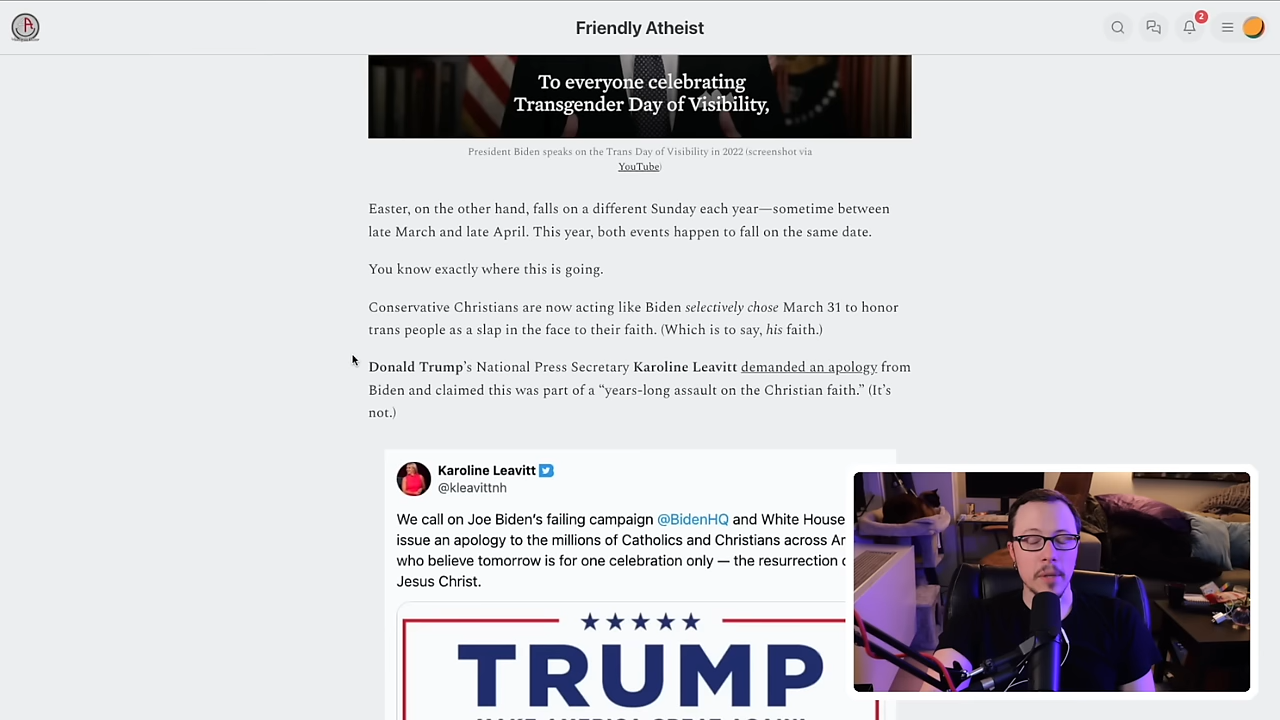 Friendly Atheist
2
To everyone celebrating
Transgender Day of Visibility,
President Biden speaks on the Trans Day of Visibility in 2022 (screenshot via
YouTube)
Easter, on the other hand, falls on a different Sunday each year—sometime between
late March and late April. This year, both events happen to fall on the same date.
You know exactly where this is going.
Conservative Christians are now acting like Biden selectively chose March 31 to honor
trans people as a slap in the face to their faith. (Which is to say, his faith.)
Donald Trump’s National Press Secretary Karoline Leavitt demanded an apology from
Biden and claimed this was part of a “years-long assault on the Christian faith.” (It’s
not.)
Karoline Leavitt
@kleavittnh
We call on Joe Biden’s failing campaign @BidenHQ and White House
issue an apology to the millions of Catholics and Christians across
who believe tomorrow is for one celebration only — the resurrection
Jesus Christ.
TRUMP
MAKE AMERICA GREAT AGAIN!